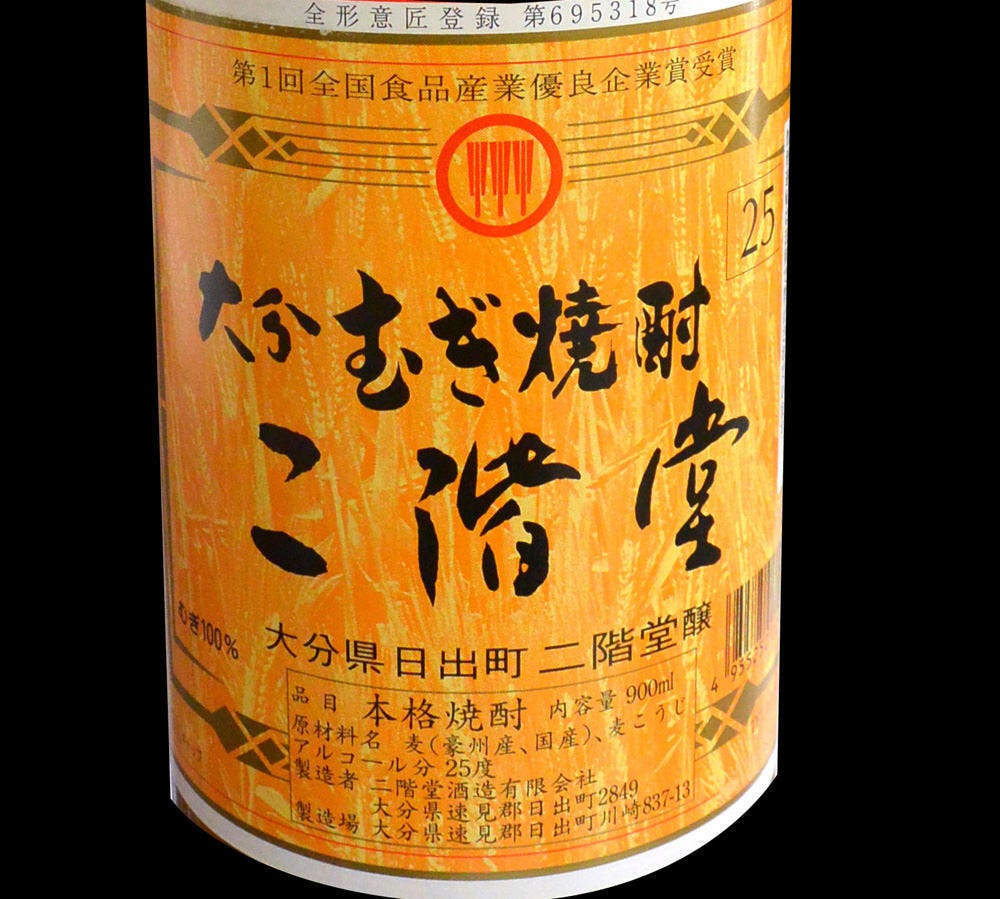 全形意匠登録 第695318号
第1回全国食品産業優良企業賞受賞
25
大分むぎ焼酎
二階堂
むぎ100%
大分県日出町 二階堂醸
品目 本格焼酎 内容量 900ml
原材料名 麦(豪州産、国産)、麦こうじ
アルコール分 25度
製造者 二階堂酒造有限会社
大分県速見郡日出町2849
製造場 大分県速見郡日出町川崎837-13